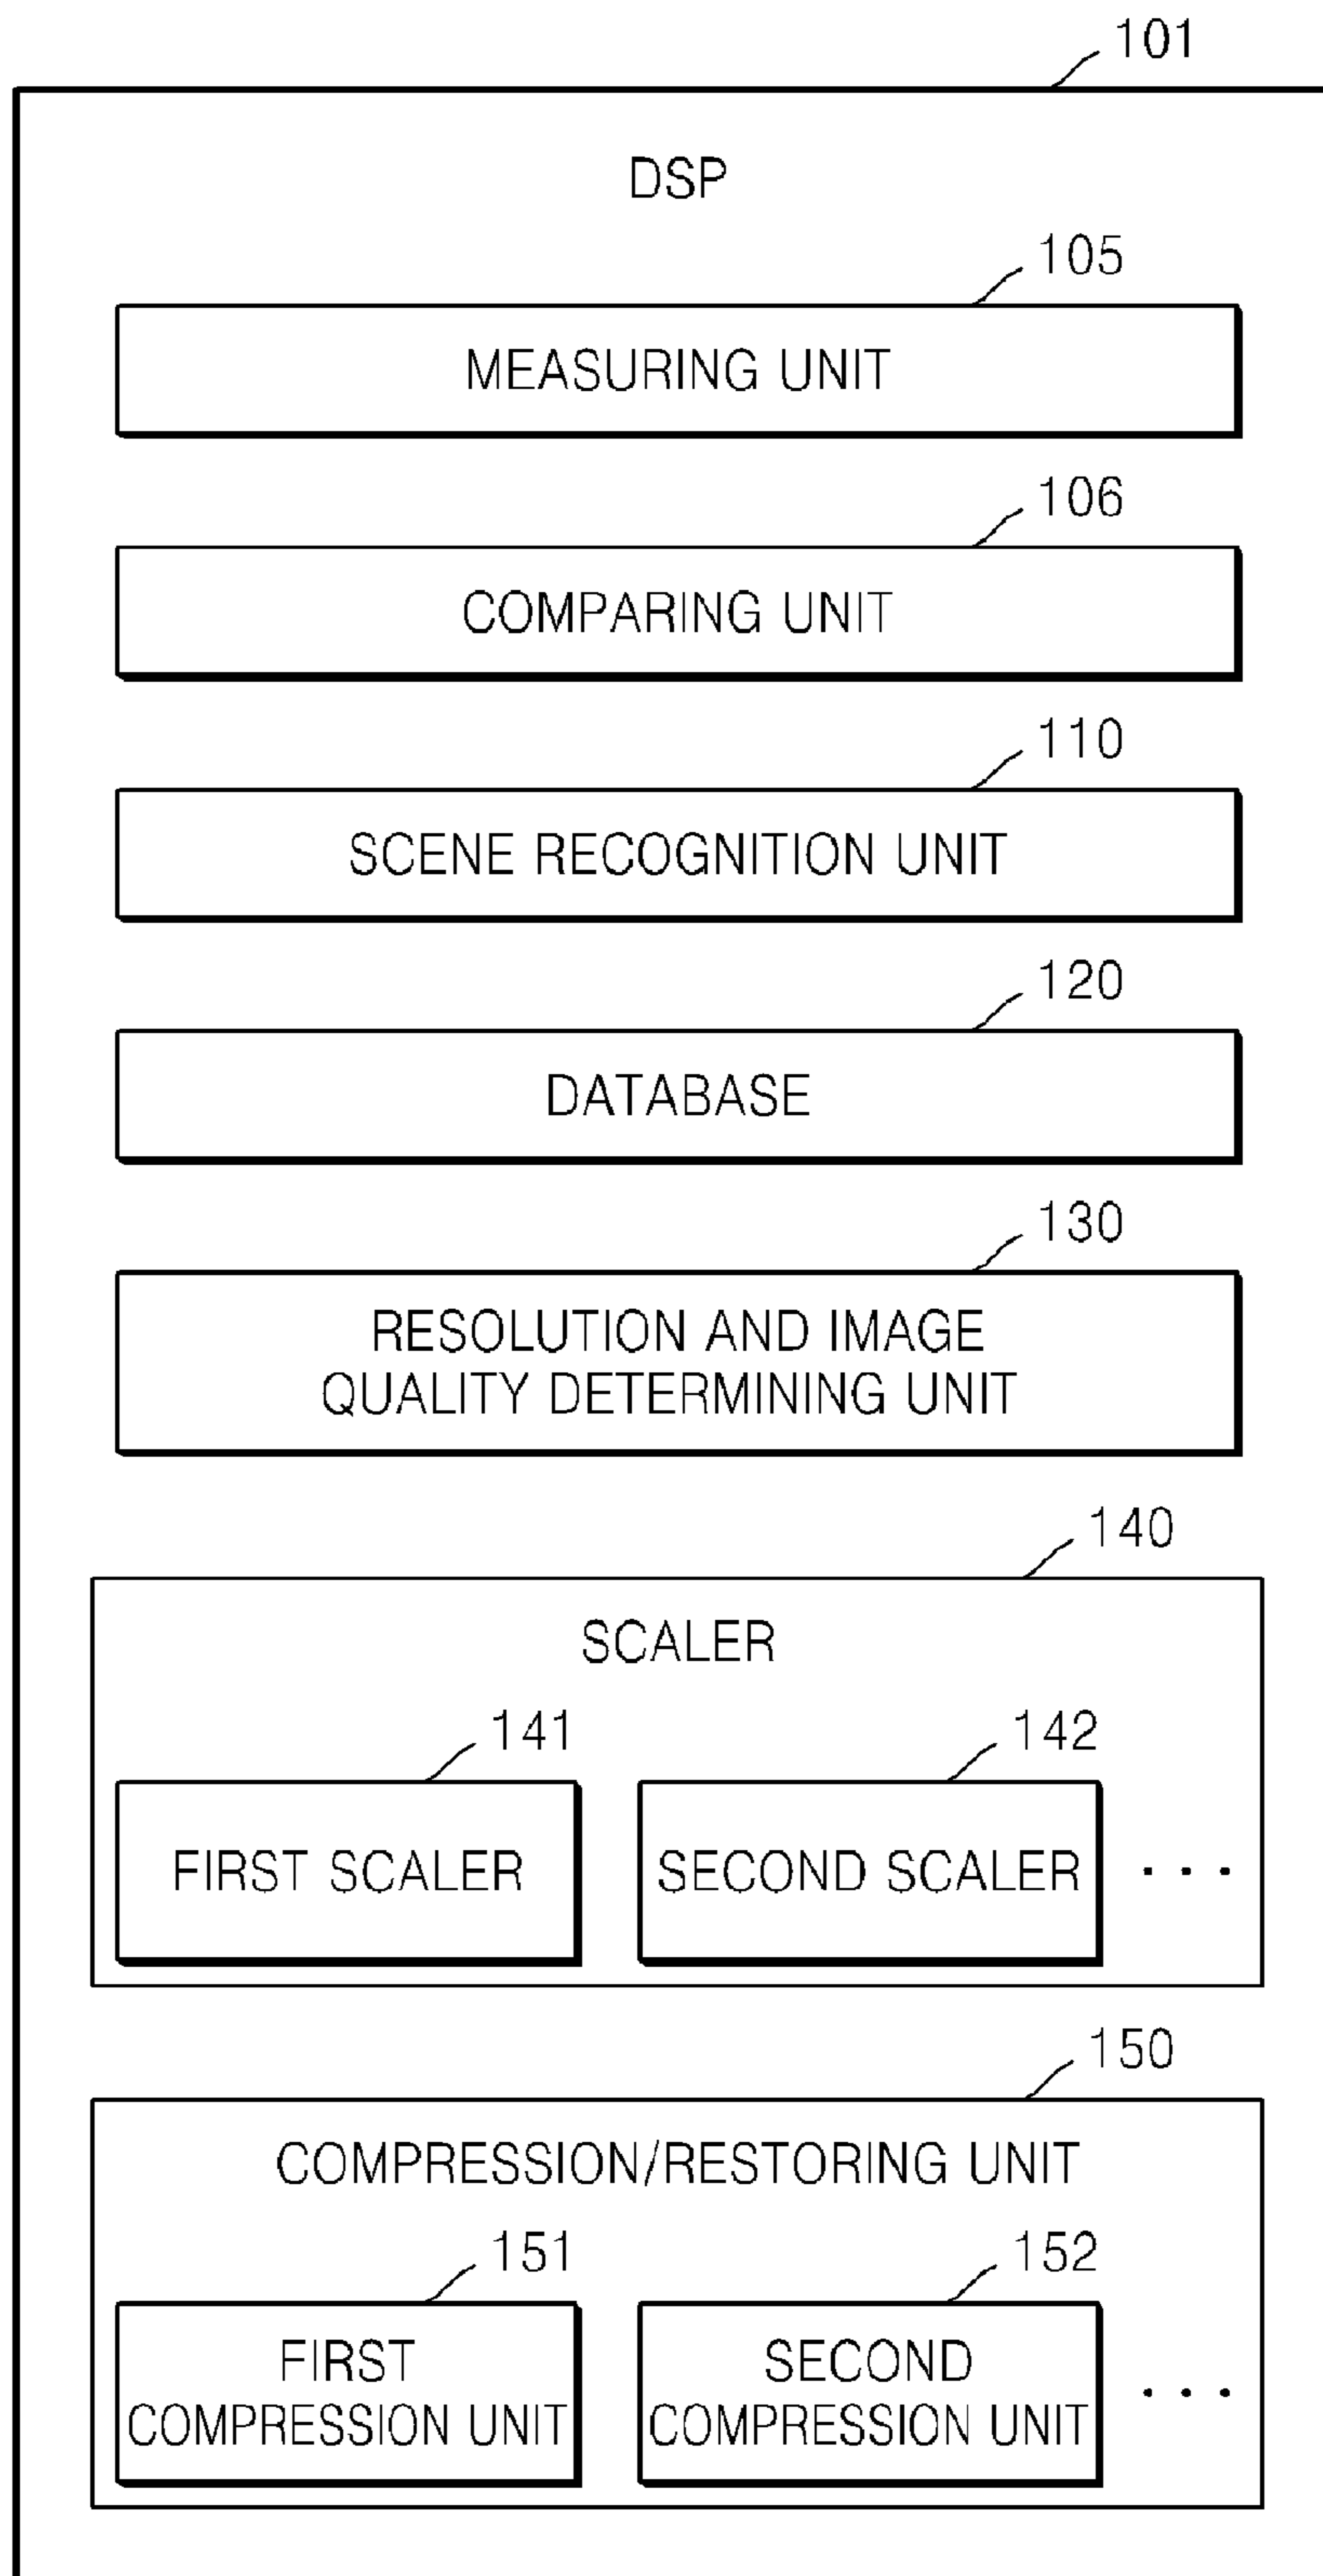 101
DSP
105
MEASURING UNIT
106
COMPARING UNIT
110
SCENE RECOGNITION UNIT
120
DATABASE
130
RESOLUTION AND IMAGE
QUALITY DETERMINING UNIT
140
SCALER
141
142
FIRST SCALER
SECOND SCALER
. . .
150
COMPRESSION/RESTORING UNIT
151
152
FIRST
COMPRESSION UNIT
SECOND
COMPRESSION UNIT
. . .